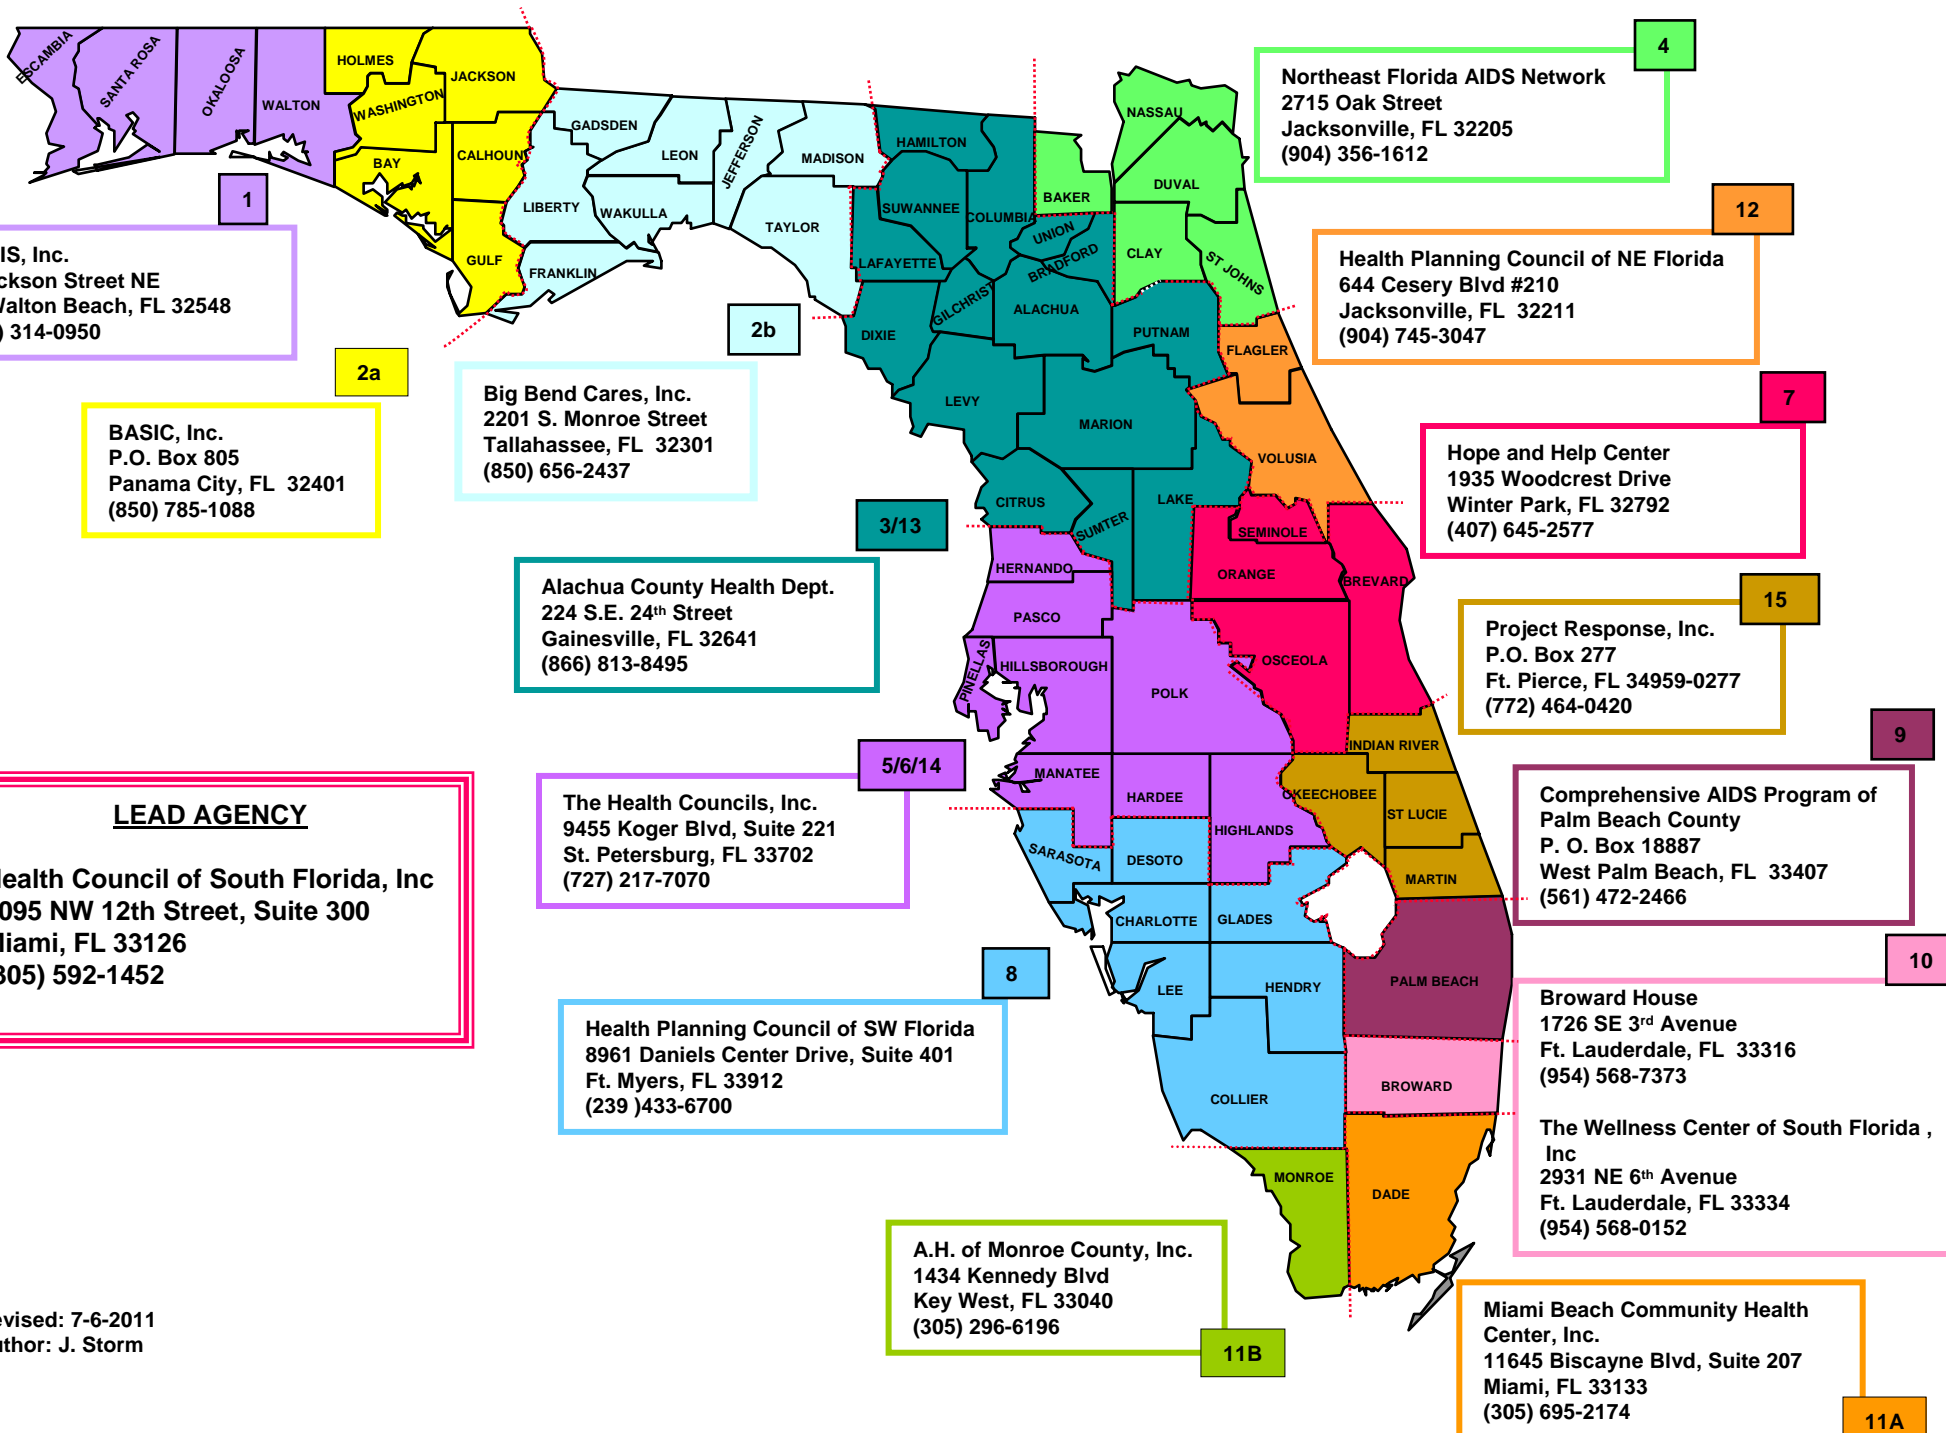 ESCAMBIA
SANTA ROSA
OKALOOSA
WALTON
HOLMES
WASHINGTON
JACKSON
BAY
CALHOUN
GULF
GADSDEN
LIBERTY
FRANKLIN
LEON
WAKULLA
JEFFERSON
MADISON
TAYLOR
HAMILTON
SUWANNEE
COLUMBIA
LAFAYETTE
DIXIE
GILCHRIST
UNION
BRADFORD
ALACHUA
PUTNAM
LEVY
MARION
CITRUS
SUMTER
LAKE
NASSAU
DUVAL
BAKER
CLAY
ST JOHNS
FLAGLER
VOLUSIA
SEMINOLE
ORANGE
BREVARD
OSCEOLA
HERNANDO
PASCO
PINELLAS
HILLSBOROUGH
POLK
MANATEE
HARDEE
HIGHLANDS
INDIAN RIVER
OKEECHOBEE
ST LUCIE
MARTIN
SARASOTA
DESOTO
CHARLOTTE
GLADES
LEE
HENDRY
COLLIER
PALM BEACH
BROWARD
MONROE
DADE
1
IS, Inc.
ckson Street NE
Walton Beach, FL 32548
) 314-0950
2a
BASIC, Inc.
P.O. Box 805
Panama City, FL 32401
(850) 785-1088
2b
Big Bend Cares, Inc.
2201 S. Monroe Street
Tallahassee, FL 32301
(850) 656-2437
3/13
Alachua County Health Dept.
224 S.E. 24th Street
Gainesville, FL 32641
(866) 813-8495
4
Northeast Florida AIDS Network
2715 Oak Street
Jacksonville, FL 32205
(904) 356-1612
12
Health Planning Council of NE Florida
644 Cesery Blvd #210
Jacksonville, FL 32211
(904) 745-3047
7
Hope and Help Center
1935 Woodcrest Drive
Winter Park, FL 32792
(407) 645-2577
15
Project Response, Inc.
P.O. Box 277
Ft. Pierce, FL 34959-0277
(772) 464-0420
5/6/14
The Health Councils, Inc.
9455 Koger Blvd, Suite 221
St. Petersburg, FL 33702
(727) 217-7070
9
Comprehensive AIDS Program of
Palm Beach County
P. O. Box 18887
West Palm Beach, FL 33407
(561) 472-2466
8
Health Planning Council of SW Florida
8961 Daniels Center Drive, Suite 401
Ft. Myers, FL 33912
(239 )433-6700
10
Broward House
1726 SE 3rd Avenue
Ft. Lauderdale, FL 33316
(954) 568-7373
The Wellness Center of South Florida ,
Inc
2931 NE 6th Avenue
Ft. Lauderdale, FL 33334
(954) 568-0152
A.H. of Monroe County, Inc.
1434 Kennedy Blvd
Key West, FL 33040
(305) 296-6196
11B
Miami Beach Community Health
Center, Inc.
11645 Biscayne Blvd, Suite 207
Miami, FL 33133
(305) 695-2174
11A
LEAD AGENCY
Health Council of South Florida, Inc
095 NW 12th Street, Suite 300
Miami, FL 33126
305) 592-1452
evised: 7-6-2011
uthor: J. Storm